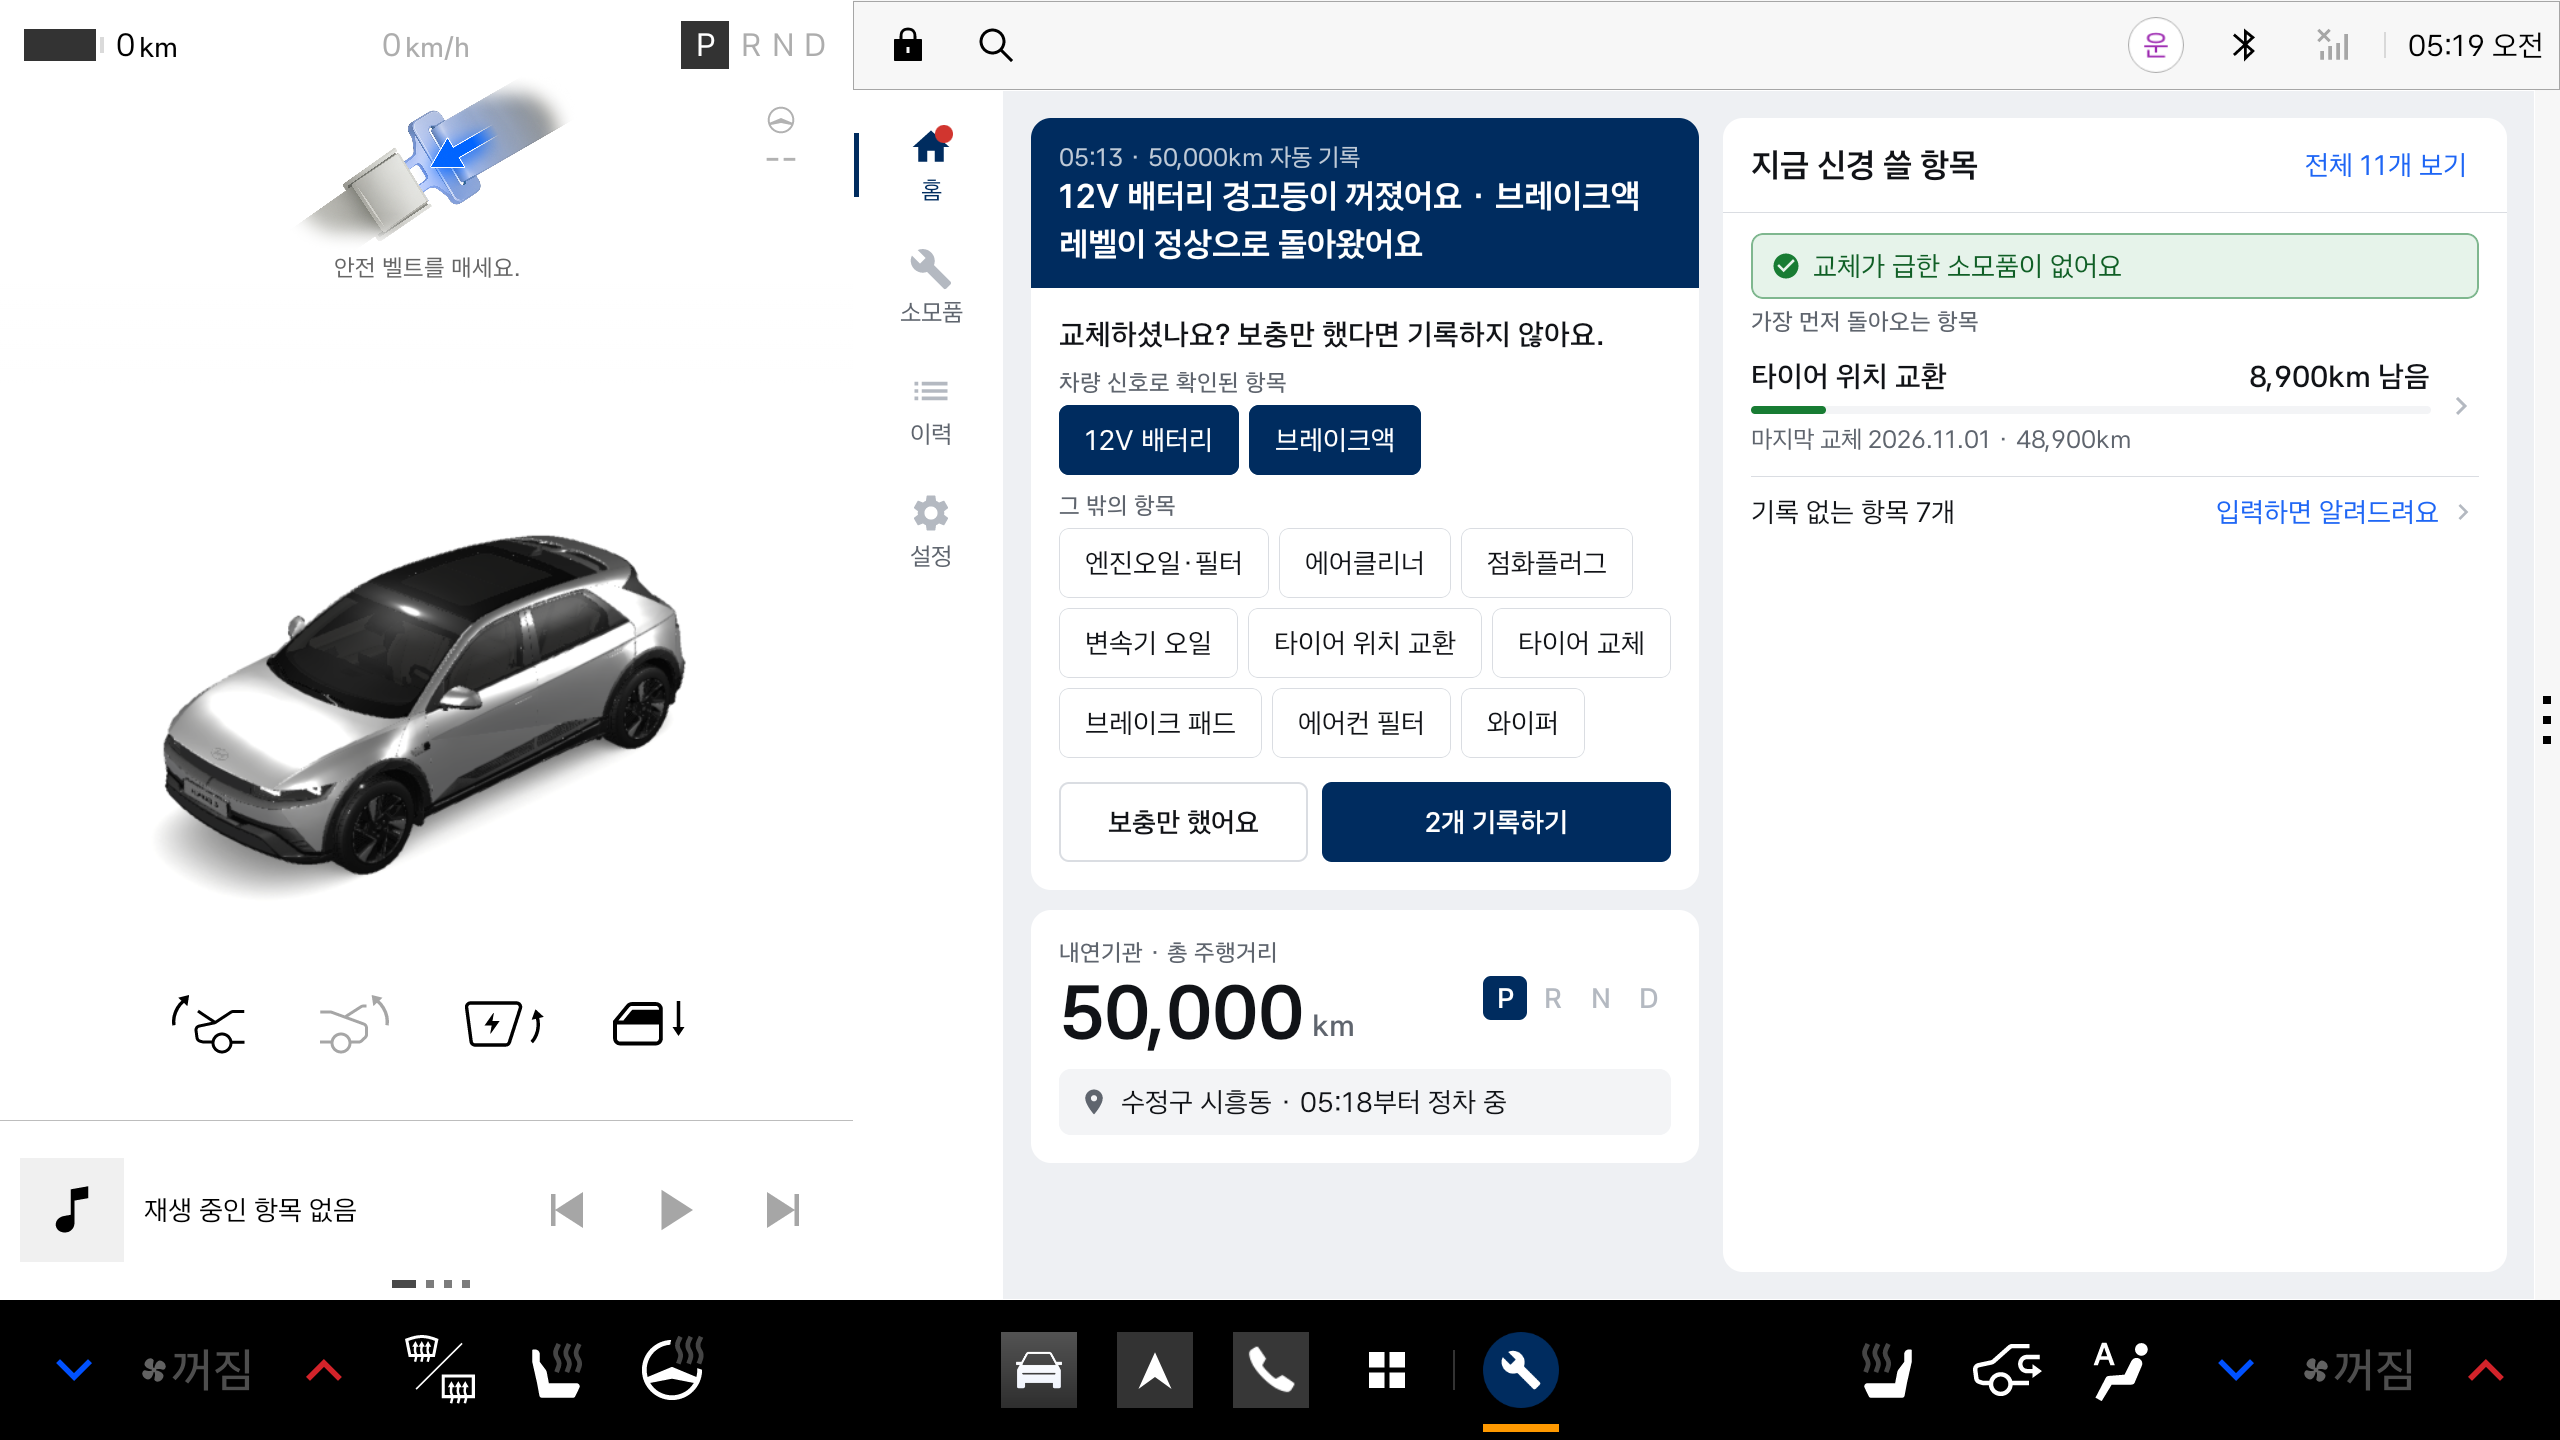 0 km
0 km/h
P R N D
안전 벨트를 매세요.
재생 중인 항목 없음
운
05:19 오전
홈
소모품
이력
설정
05:13 · 50,000km 자동 기록
12V 배터리 경고등이 꺼졌어요 · 브레이크액
레벨이 정상으로 돌아왔어요
교체하셨나요? 보충만 했다면 기록하지 않아요.
차량 신호로 확인된 항목
12V 배터리
브레이크액
그 밖의 항목
엔진오일·필터
에어클리너
점화플러그
변속기 오일
타이어 위치 교환
타이어 교체
브레이크 패드
에어컨 필터
와이퍼
보충만 했어요
2개 기록하기
내연기관 · 총 주행거리
50,000 km
P R N D
수정구 시흥동 · 05:18부터 정차 중
지금 신경 쓸 항목
전체 11개 보기
교체가 급한 소모품이 없어요
가장 먼저 돌아오는 항목
타이어 위치 교환
8,900km 남음
마지막 교체 2026.11.01 · 48,900km
기록 없는 항목 7개
입력하면 알려드려요
꺼짐
A
꺼짐